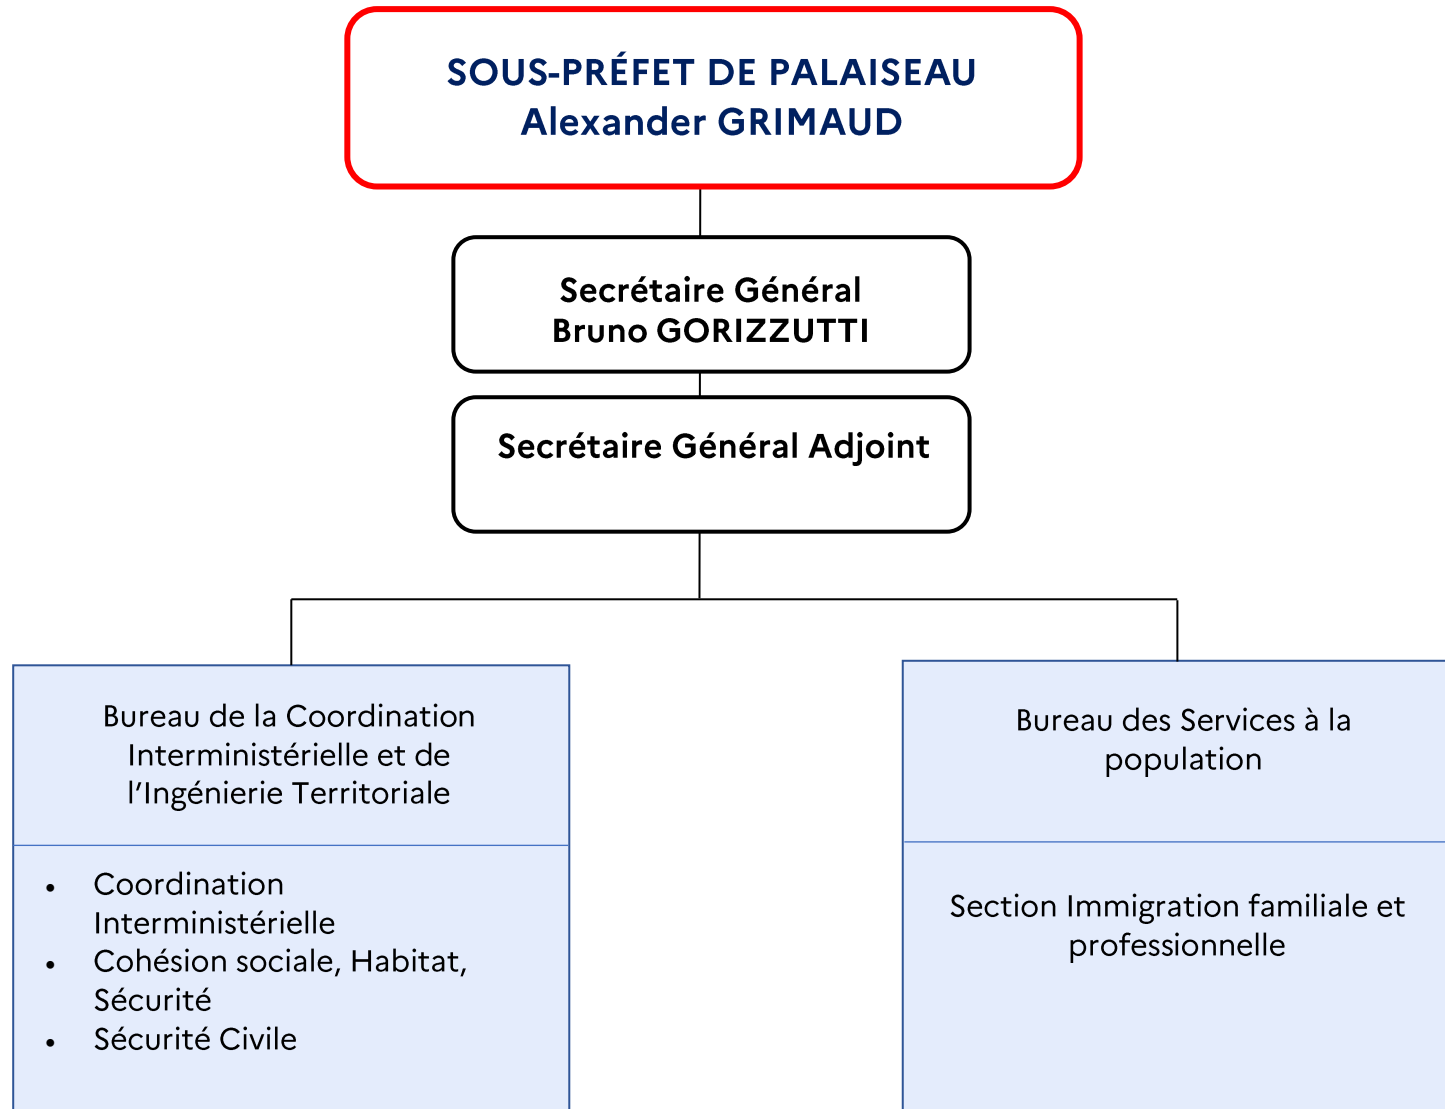 SOUS-PRÉFET DE PALAISEAU
Alexander GRIMAUD
Secrétaire Général
Bruno GORIZZUTTI
Secrétaire Général Adjoint
Bureau de la Coordination
Interministérielle et de
l'Ingénierie Territoriale
• Coordination
Interministérielle
• Cohésion sociale, Habitat,
Sécurité
• Sécurité Civile
Bureau des Services à la
population
Section Immigration familiale et
professionnelle